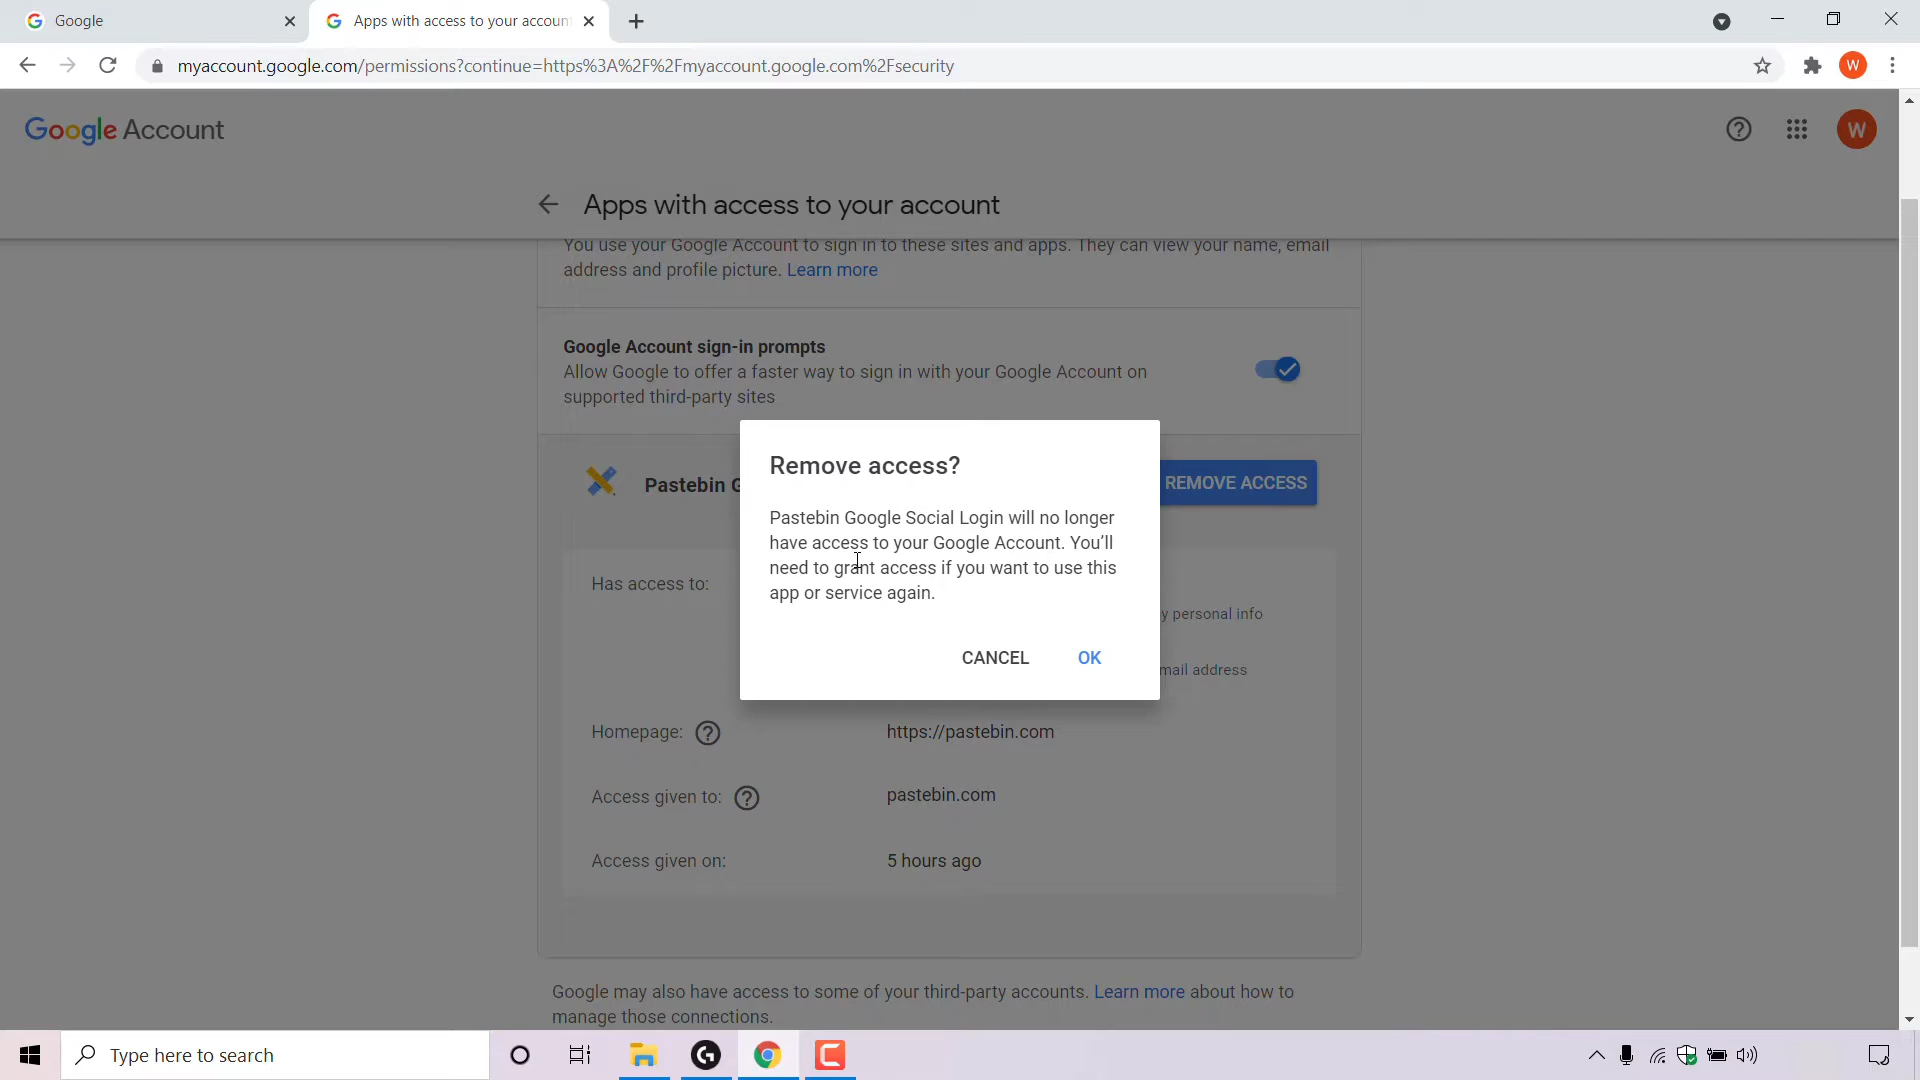 Google
Apps with access to your accoun
myaccount.google.com/permissions?continue=https%3A%2F%2Fmyaccount.google.com%2Fsecurity
W
Google Account
W
Apps with access to your account
You use your Google Account to sign in to these sites and apps. They can view your name, email
address and profile picture. Learn more
Google Account sign-in prompts
Allow Google to offer a faster way to sign in with your Google Account on
supported third-party sites
Pastebin G
REMOVE ACCESS
Remove access?
Pastebin Google Social Login will no longer
have access to your Google Account. You'll
need to grant access if you want to use this
app or service again.
CANCEL
OK
Has access to:
y personal info
mail address
Homepage:
https://pastebin.com
Access given to:
pastebin.com
Access given on:
5 hours ago
Google may also have access to some of your third-party accounts. Learn more about how to
manage those connections.
Type here to search